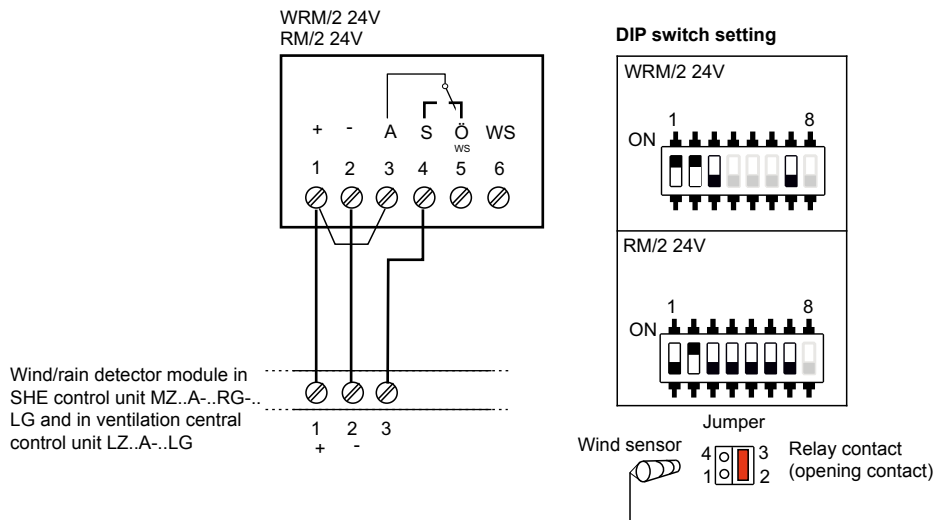 WRM/2 24V
RM/2 24V
+ - A S Ö WS
WS
1 2 3 4 5 6
Wind/rain detector module in
SHE control unit MZ..A-..RG-..
LG and in ventilation central
control unit LZ..A-..LG
1 2 3
+ -
DIP switch setting
WRM/2 24V
1 8
ON
RM/2 24V
1 8
ON
Jumper
Wind sensor
4 3
1 2
Relay contact
(opening contact)